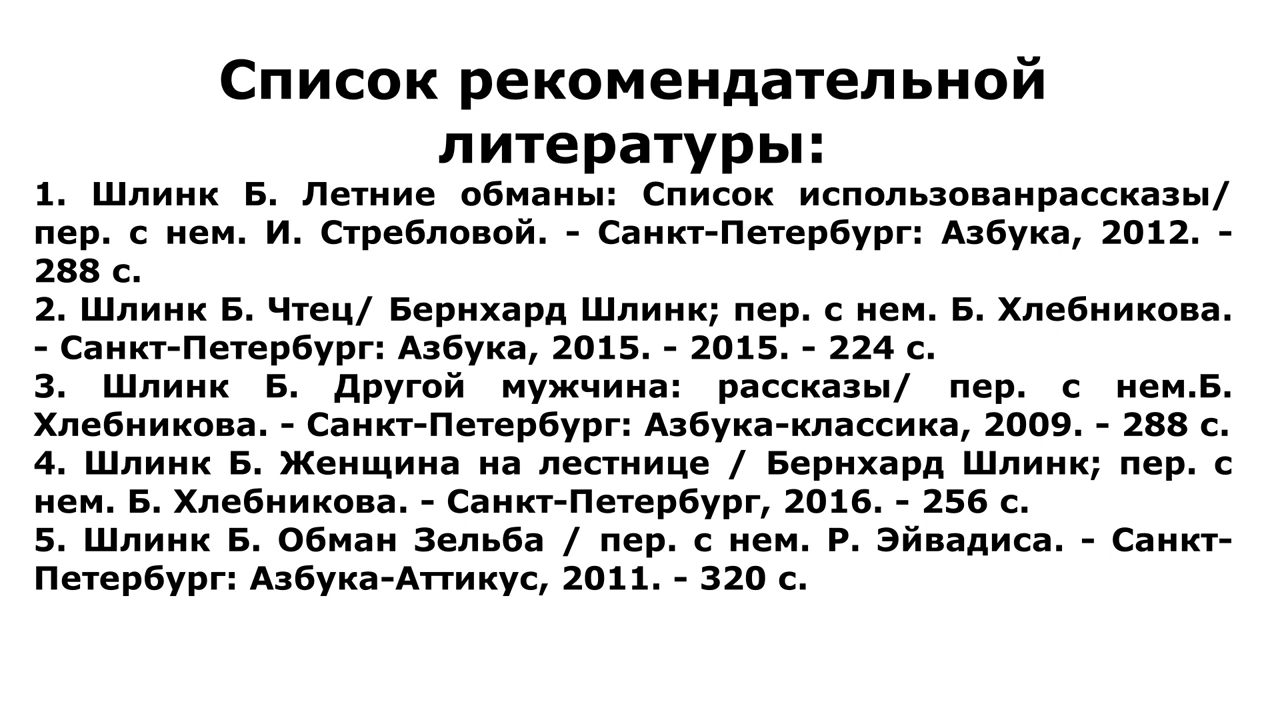 Список рекомендательной
литературы:
1. Шлинк Б. Летние обманы: Список использованрассказы/
пер. с нем. И. Стребловой. - Санкт-Петербург: Азбука, 2012. -
288 с.
2. Шлинк Б. Чтец/ Бернхард Шлинк; пер. с нем. Б. Хлебникова.
- Санкт-Петербург: Азбука, 2015. - 2015. - 224 с.
3. Шлинк Б. Другой мужчина: рассказы/ пер. с нем.Б.
Хлебникова. - Санкт-Петербург: Азбука-классика, 2009. - 288 с.
4. Шлинк Б. Женщина на лестнице / Бернхард Шлинк; пер. с
нем. Б. Хлебникова. - Санкт-Петербург, 2016. - 256 с.
5. Шлинк Б. Обман Зельба / пер. с нем. Р. Эйвадиса. - Санкт-
Петербург: Азбука-Аттикус, 2011. - 320 с.